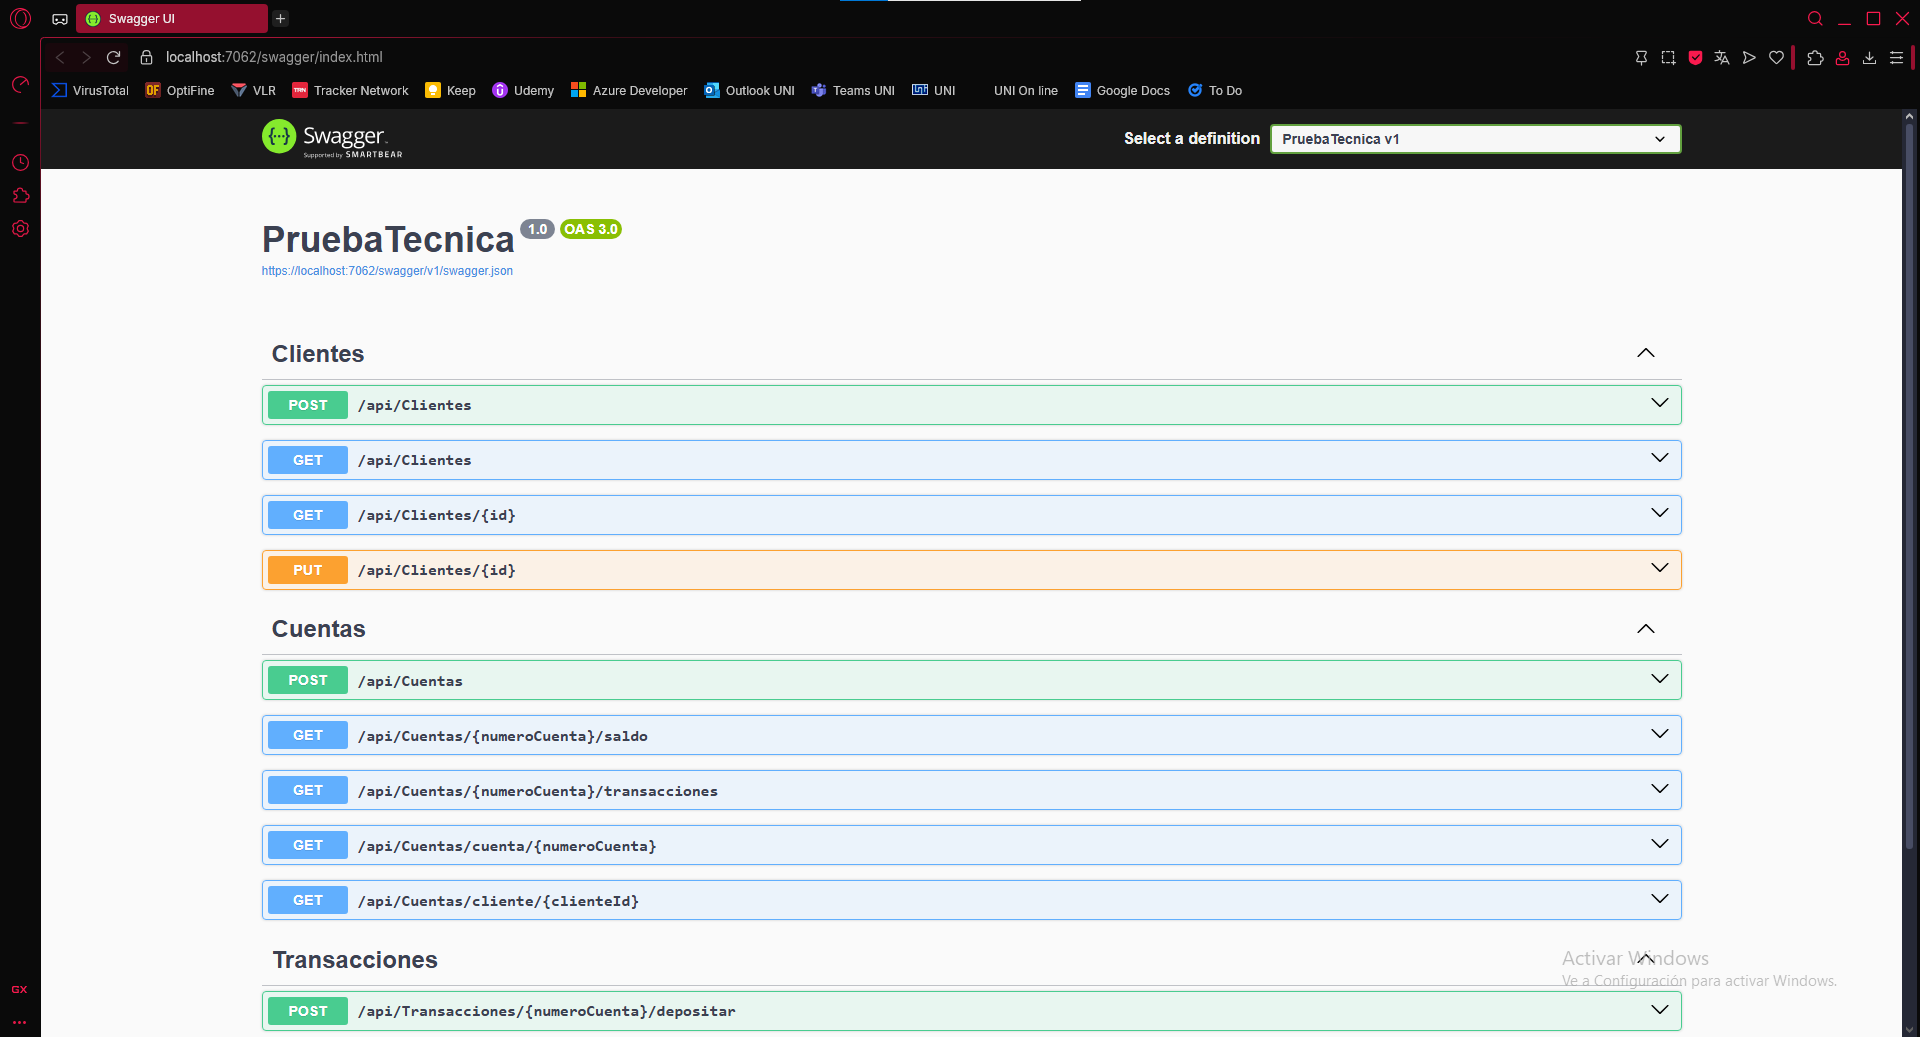 Swagger UI
localhost:7062/swagger/index.html
VirusTotal OptiFine VLR TRN Tracker Network Keep Udemy Azure Developer Outlook UNI Teams UNI UNI UNI On line Google Docs To Do
Swagger
Supported by SMARTBEAR
Select a definition PruebaTecnica v1
PruebaTecnica 1.0 OAS 3.0
https://localhost:7062/swagger/v1/swagger.json
Clientes
POST /api/Clientes
GET /api/Clientes
GET /api/Clientes/{id}
PUT /api/Clientes/{id}
Cuentas
POST /api/Cuentas
GET /api/Cuentas/{numeroCuenta}/saldo
GET /api/Cuentas/{numeroCuenta}/transacciones
GET /api/Cuentas/cuenta/{numeroCuenta}
GET /api/Cuentas/cliente/{clienteId}
Transacciones
Activar Windows
Ve a Configuración para activar Windows.
GX
POST /api/Transacciones/{numeroCuenta}/depositar